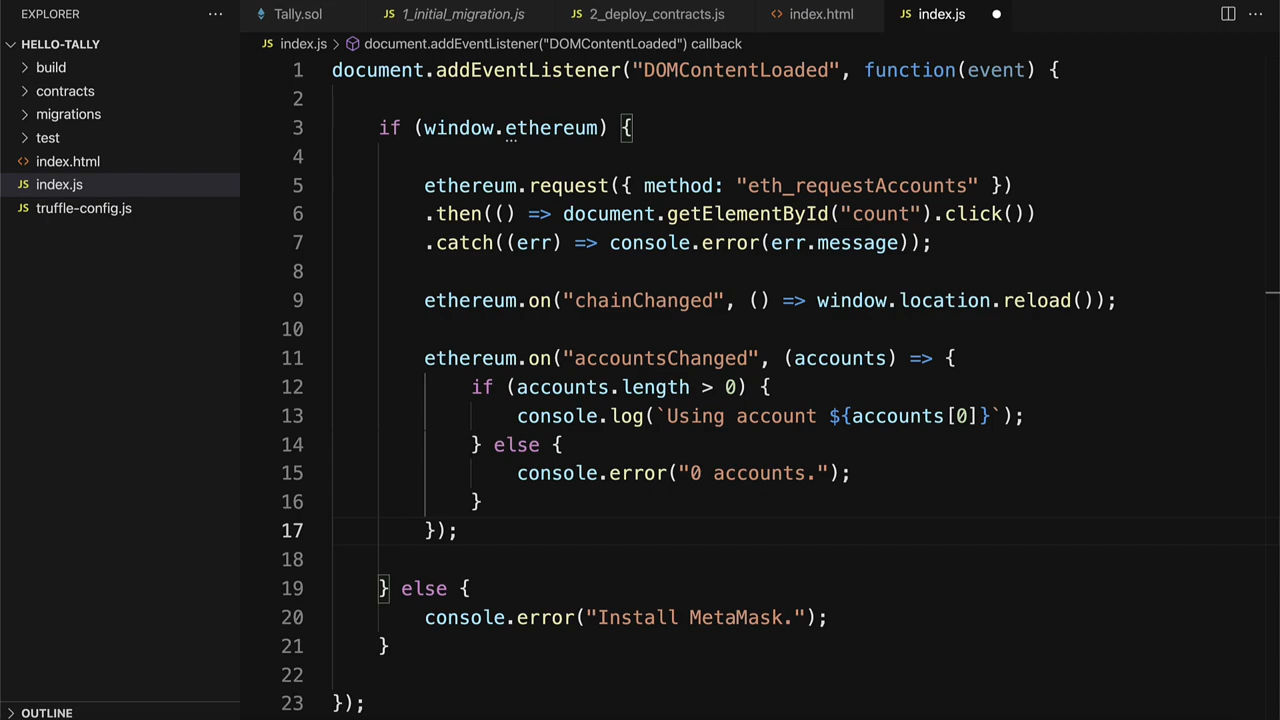 EXPLORER ···
HELLO-TALLY
build
contracts
migrations
test
index.html
index.js
truffle-config.js
OUTLINE
Tally.sol 1_initial_migration.js 2_deploy_contracts.js index.html index.js
index.js > document.addEventListener("DOMContentLoaded") callback
1 document.addEventListener("DOMContentLoaded", function(event) {
2
3 if (window.ethereum) {
4
5 ethereum.request({ method: "eth_requestAccounts" })
6 .then(() => document.getElementById("count").click())
7 .catch((err) => console.error(err.message));
8
9 ethereum.on("chainChanged", () => window.location.reload());
10
11 ethereum.on("accountsChanged", (accounts) => {
12 if (accounts.length > 0) {
13 console.log(`Using account ${accounts[0]}`);
14 } else {
15 console.error("0 accounts.");
16 }
17 });
18
19 } else {
20 console.error("Install MetaMask.");
21 }
22
23 });